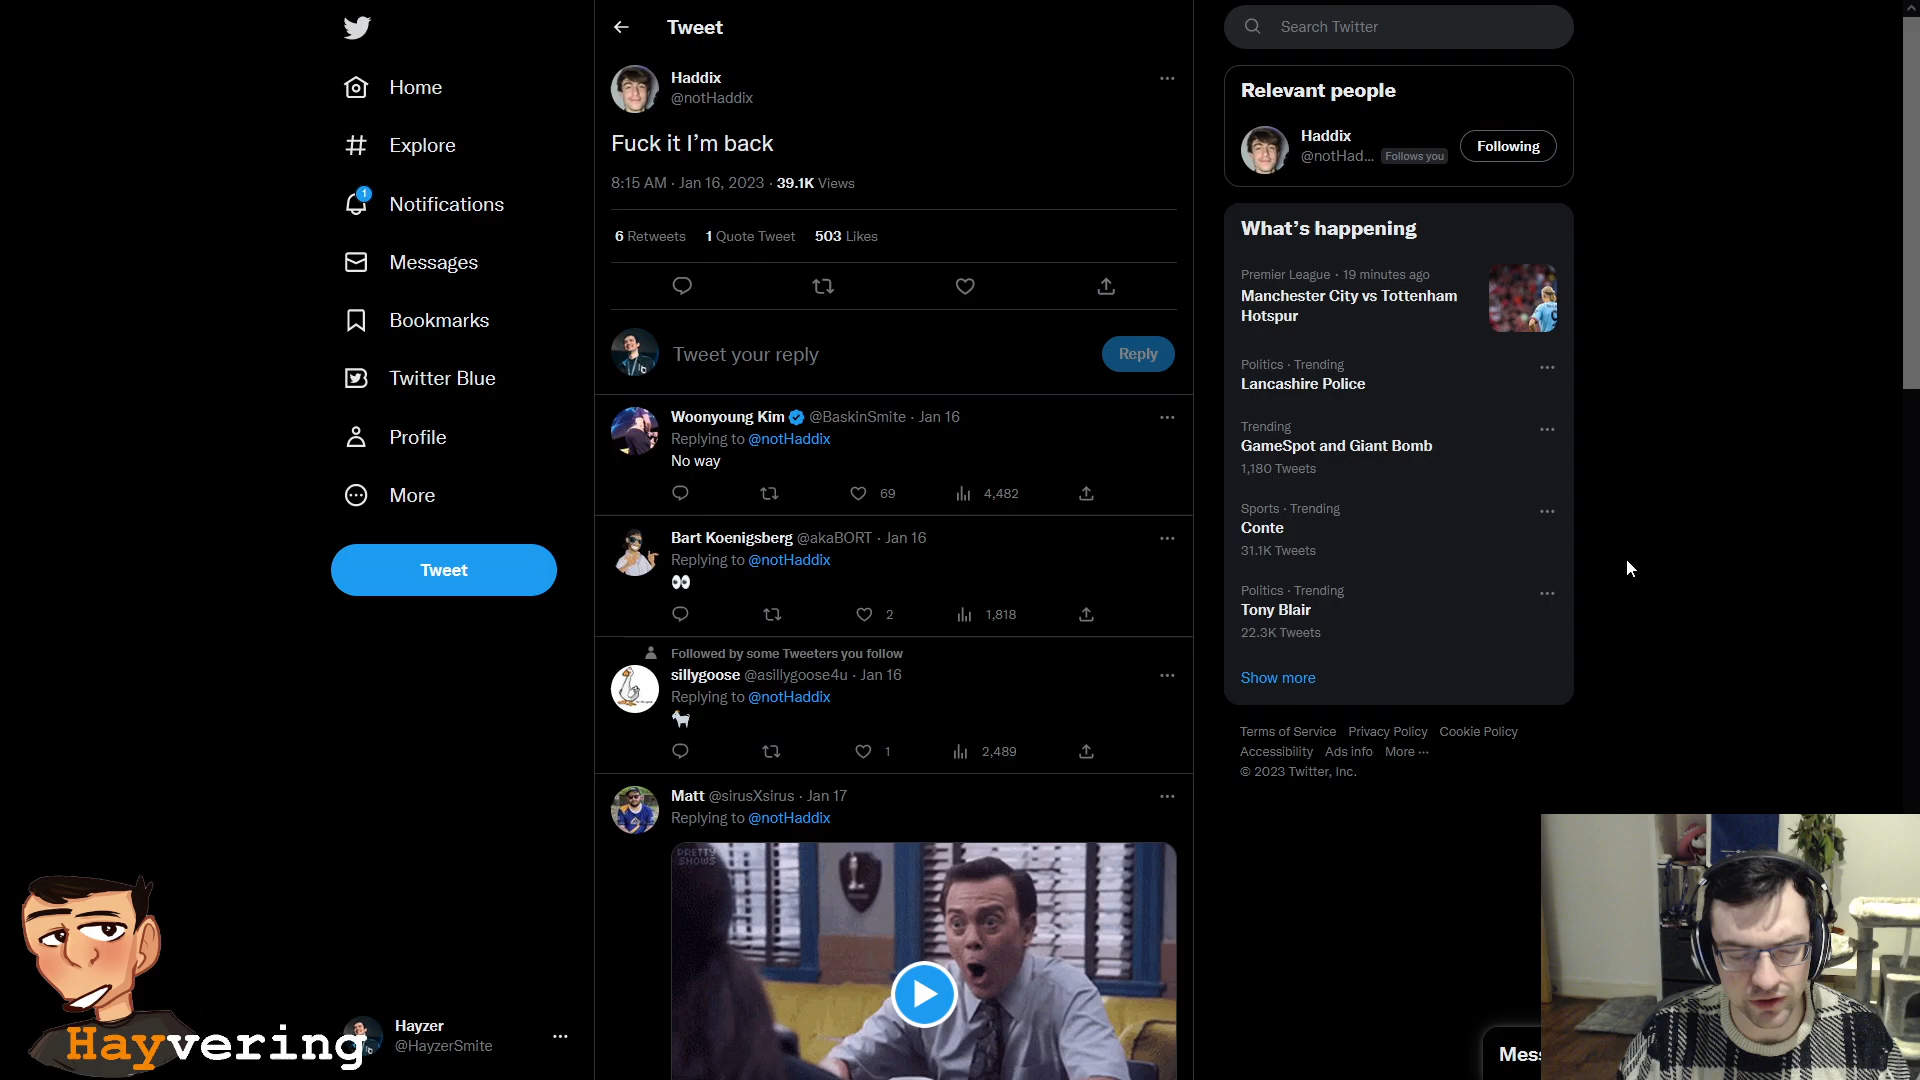 Home
Explore
1
Notifications
Messages
Bookmarks
Twitter Blue
Profile
More
Tweet
Hayzer
@HayzerSmite
Hayvering
Tweet
Haddix
@notHaddix
Fuck it I’m back
8:15 AM · Jan 16, 2023 · 39.1K Views
6 Retweets 1 Quote Tweet 503 Likes
Tweet your reply
Reply
Woonyoung Kim @BaskinSmite · Jan 16
Replying to @notHaddix
No way
69 4,482
Bart Koenigsberg @akaBORT · Jan 16
Replying to @notHaddix
👀
2 1,818
Followed by some Tweeters you follow
sillygoose @asillygoose4u · Jan 16
Replying to @notHaddix
🐐
1 2,489
Matt @sirusXsirus · Jan 17
Replying to @notHaddix
PRETTY
SHOWS
Search Twitter
Relevant people
Haddix
@notHad... Follows you
Following
What’s happening
Premier League · 19 minutes ago
Manchester City vs Tottenham
Hotspur
Politics · Trending
Lancashire Police
Trending
GameSpot and Giant Bomb
1,180 Tweets
Sports · Trending
Conte
31.1K Tweets
Politics · Trending
Tony Blair
22.3K Tweets
Show more
Terms of Service Privacy Policy Cookie Policy
Accessibility Ads info More ···
© 2023 Twitter, Inc.
Mess